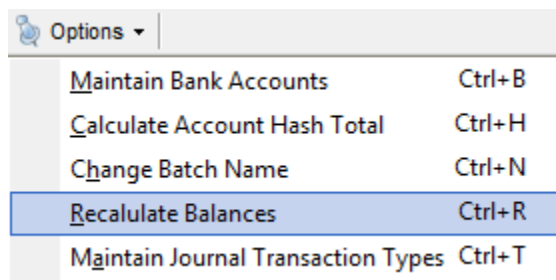 Options
Maintain Bank Accounts Ctrl+B
Calculate Account Hash Total Ctrl+H
Change Batch Name Ctrl+N
Recalulate Balances Ctrl+R
Maintain Journal Transaction Types Ctrl+T